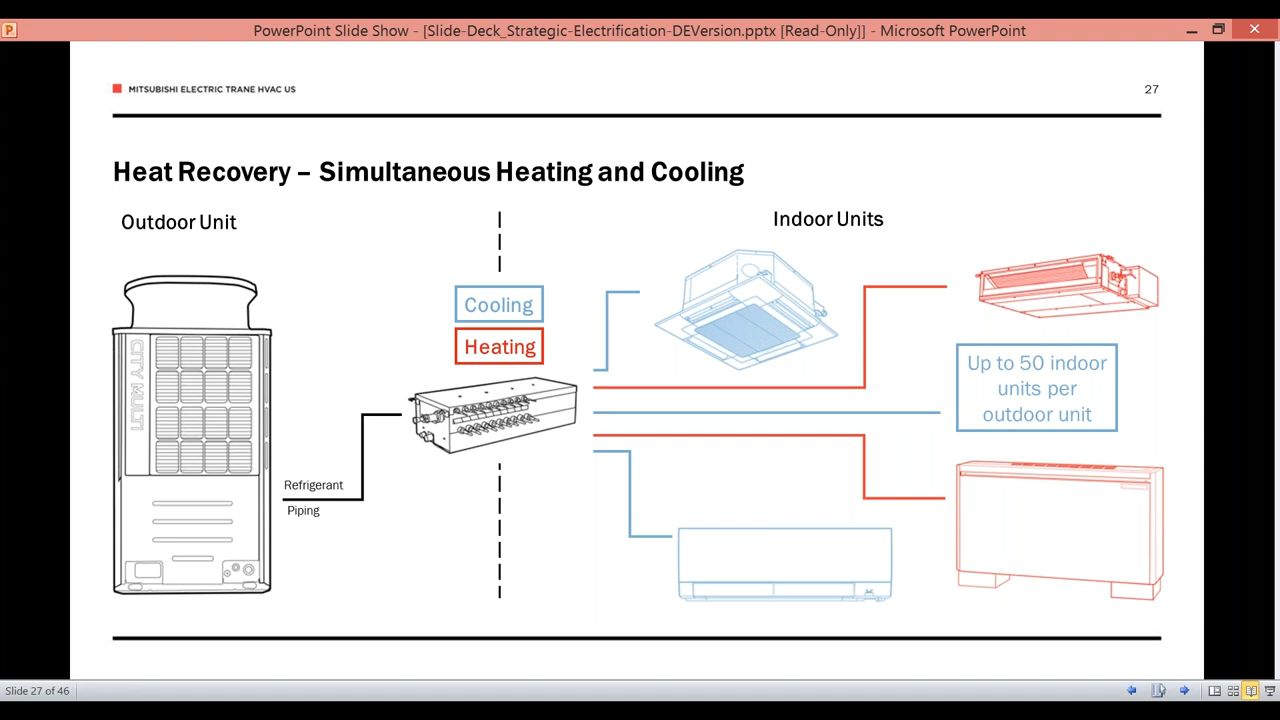 PowerPoint Slide Show - [Slide-Deck_Strategic-Electrification-DEVersion.pptx [Read-Only]] - Microsoft PowerPoint
MITSUBISHI ELECTRIC TRANE HVAC US
27
Heat Recovery – Simultaneous Heating and Cooling
Outdoor Unit
Indoor Units
Cooling
Heating
CITY MULTI
Up to 50 indoor
units per
outdoor unit
Refrigerant
Piping
Slide 27 of 46